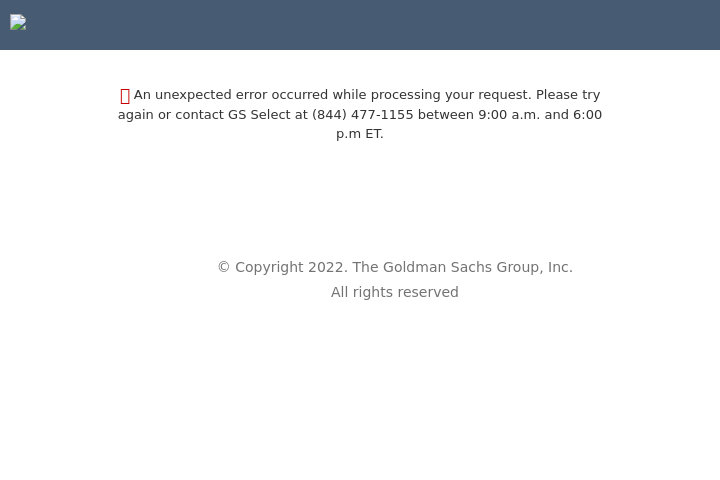 An unexpected error occurred while processing your request. Please try
again or contact GS Select at (844) 477-1155 between 9:00 a.m. and 6:00
p.m ET.
© Copyright 2022. The Goldman Sachs Group, Inc.
All rights reserved